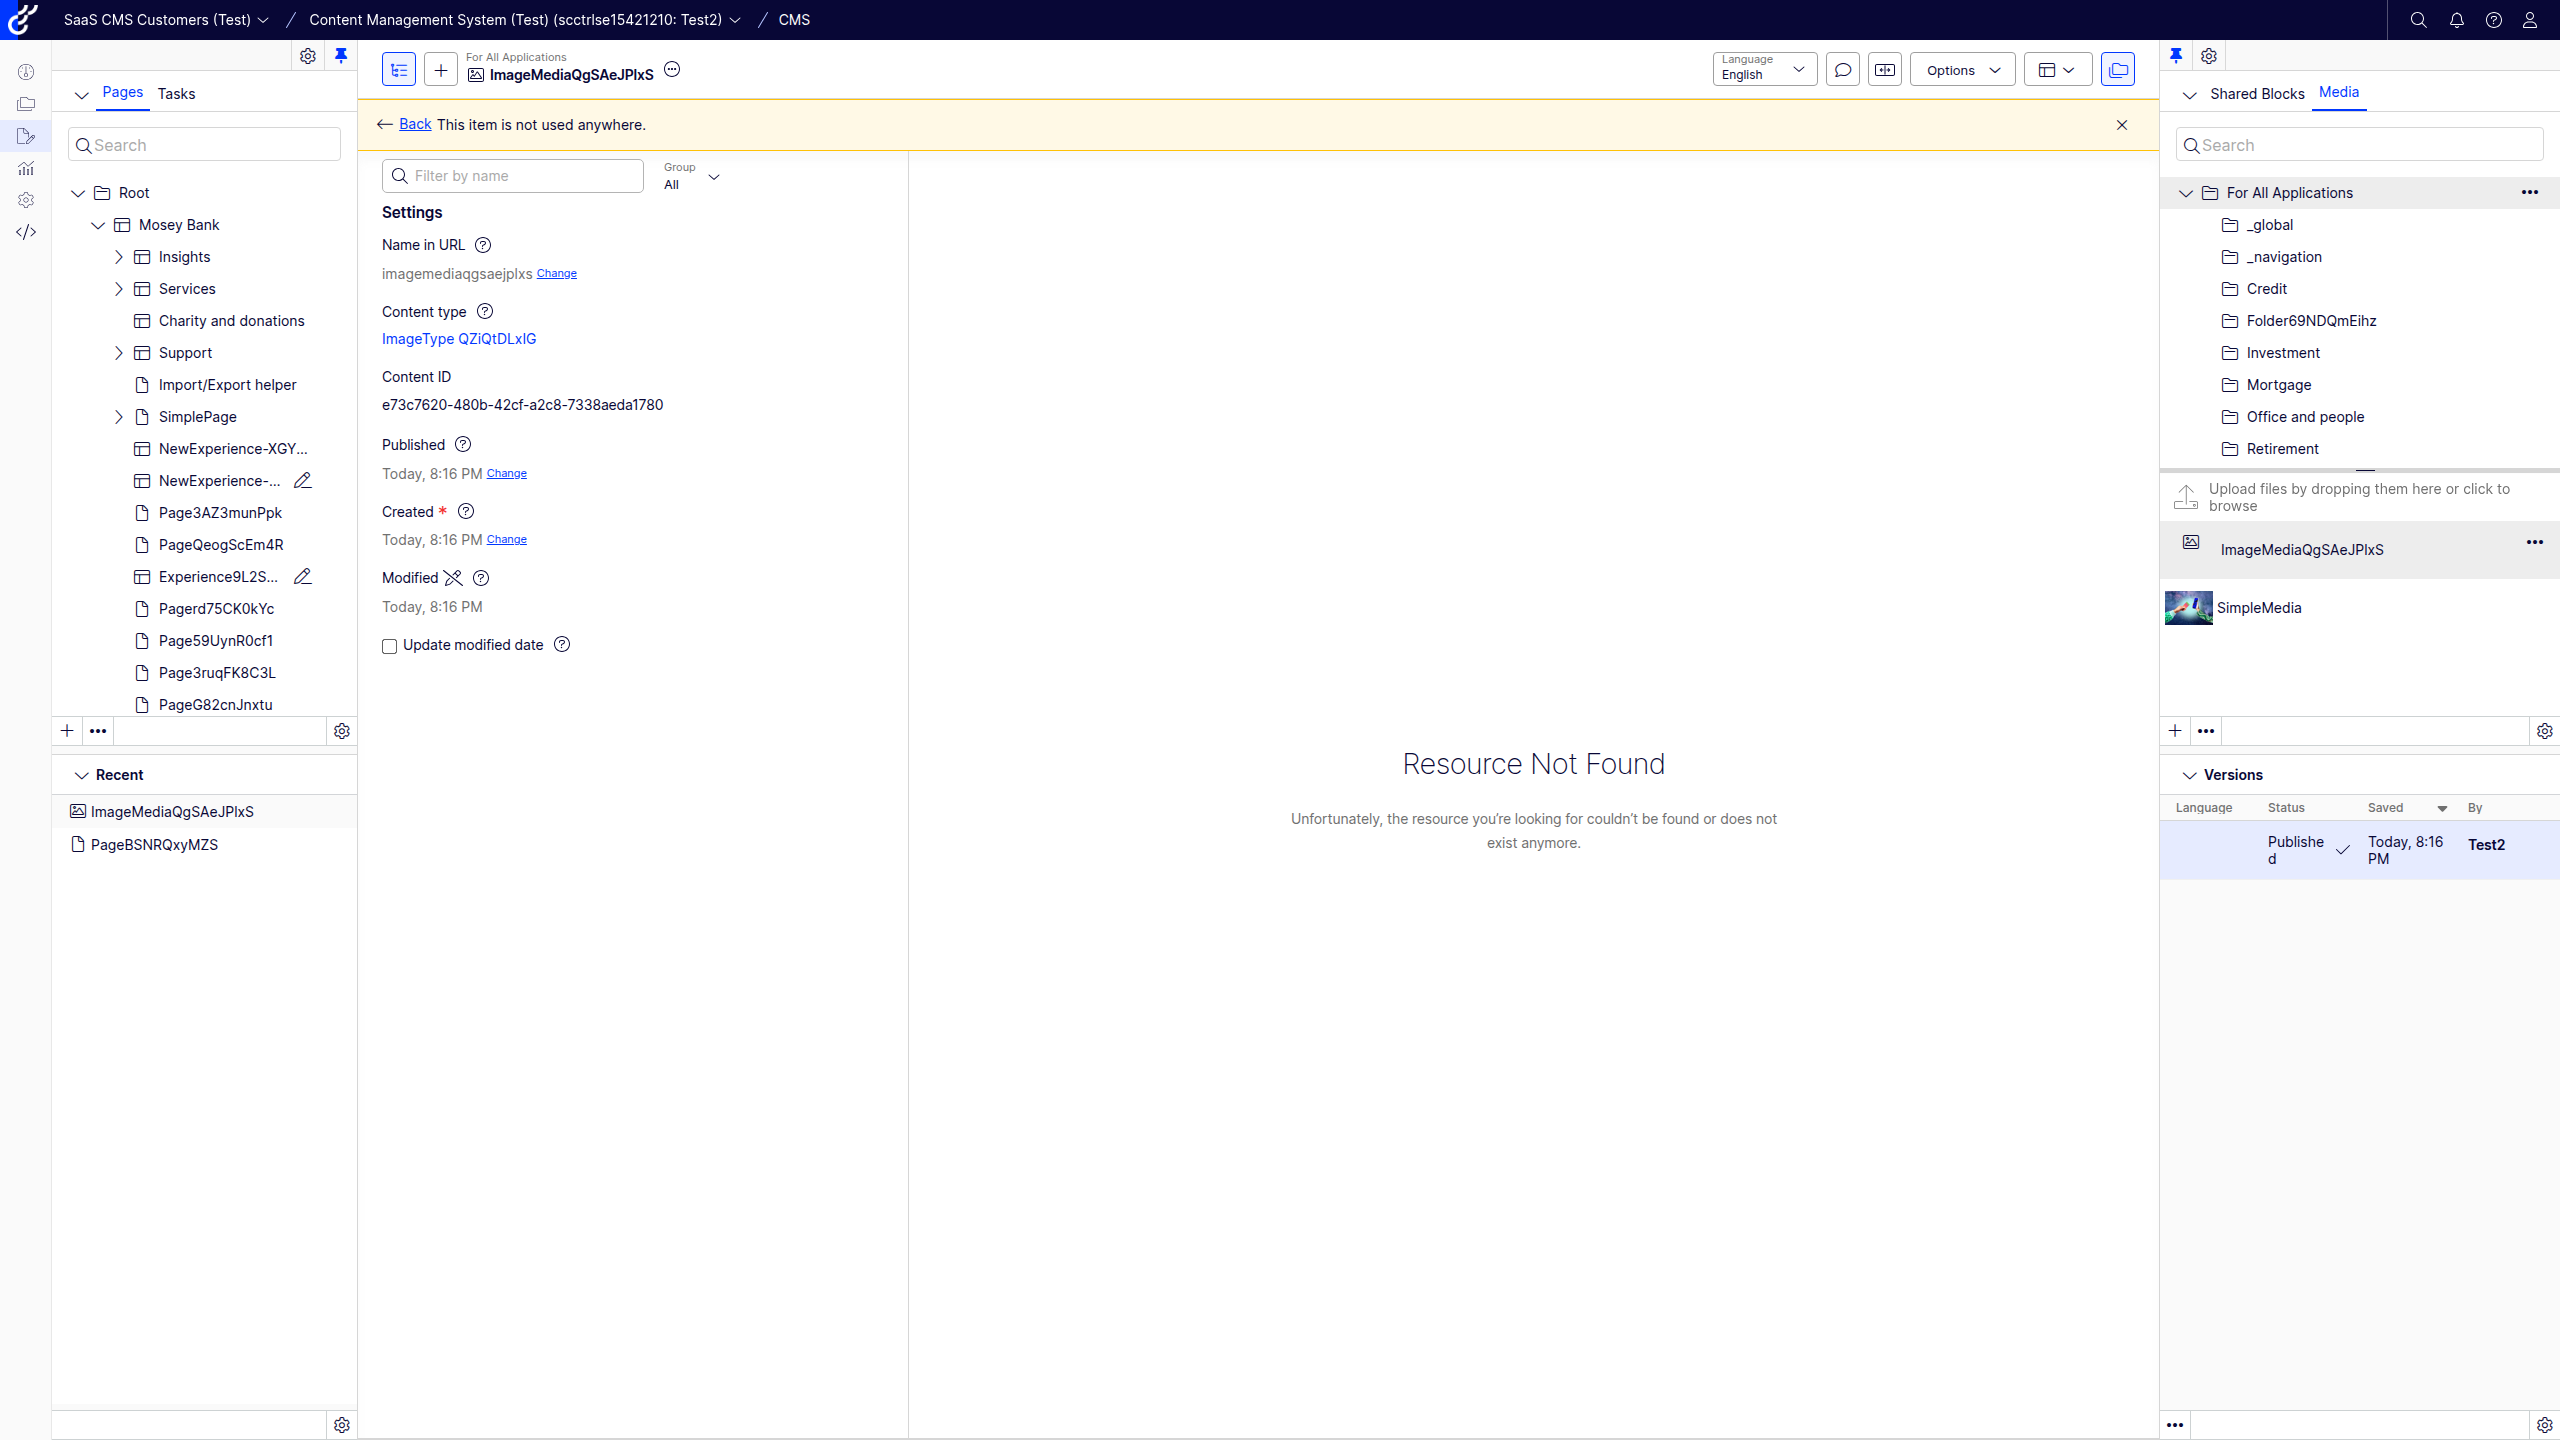 SaaS CMS Customers (Test)
Content Management System (Test) (scctrlse15421210: Test2)
CMS
Pages
Tasks
Search
Root
Mosey Bank
Insights
Services
Charity and donations
Support
Import/Export helper
SimplePage
NewExperience-XGY...
NewExperience-...
Page3AZ3munPpk
PageQeogScEm4R
Experience9L2S...
Pagerd75CK0kYc
Page59UynR0cf1
Page3ruqFK8C3L
PageG82cnJnxtu
Recent
ImageMediaQgSAeJPlxS
PageBSNRQxyMZS
For All Applications
ImageMediaQgSAeJPlxS
Language
English
Options
Back This item is not used anywhere.
Filter by name
Group
All
Settings
Name in URL
imagemediaqgsaejplxs Change
Content type
ImageType QZiQtDLxlG
Content ID
e73c7620-480b-42cf-a2c8-7338aeda1780
Published
Today, 8:16 PM Change
Created *
Today, 8:16 PM Change
Modified
Today, 8:16 PM
Update modified date
Resource Not Found
Unfortunately, the resource you're looking for couldn't be found or does not
exist anymore.
Shared Blocks
Media
Search
For All Applications
_global
_navigation
Credit
Folder69NDQmEihz
Investment
Mortgage
Office and people
Retirement
Upload files by dropping them here or click to
browse
ImageMediaQgSAeJPlxS
SimpleMedia
Versions
Language Status Saved By
Publishe
d
Today, 8:16
PM
Test2